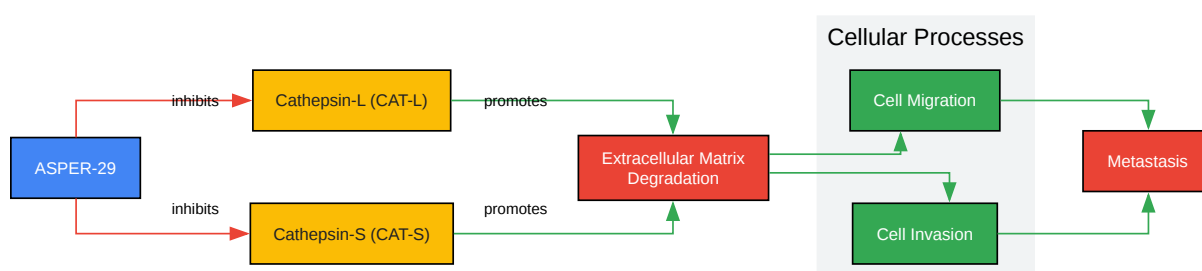 Cellular Processes
inhibits
Cathepsin-L (CAT-L)
promotes
Cell Migration
ASPER-29
Extracellular Matrix
Degradation
Metastasis
inhibits
Cathepsin-S (CAT-S)
promotes
Cell Invasion